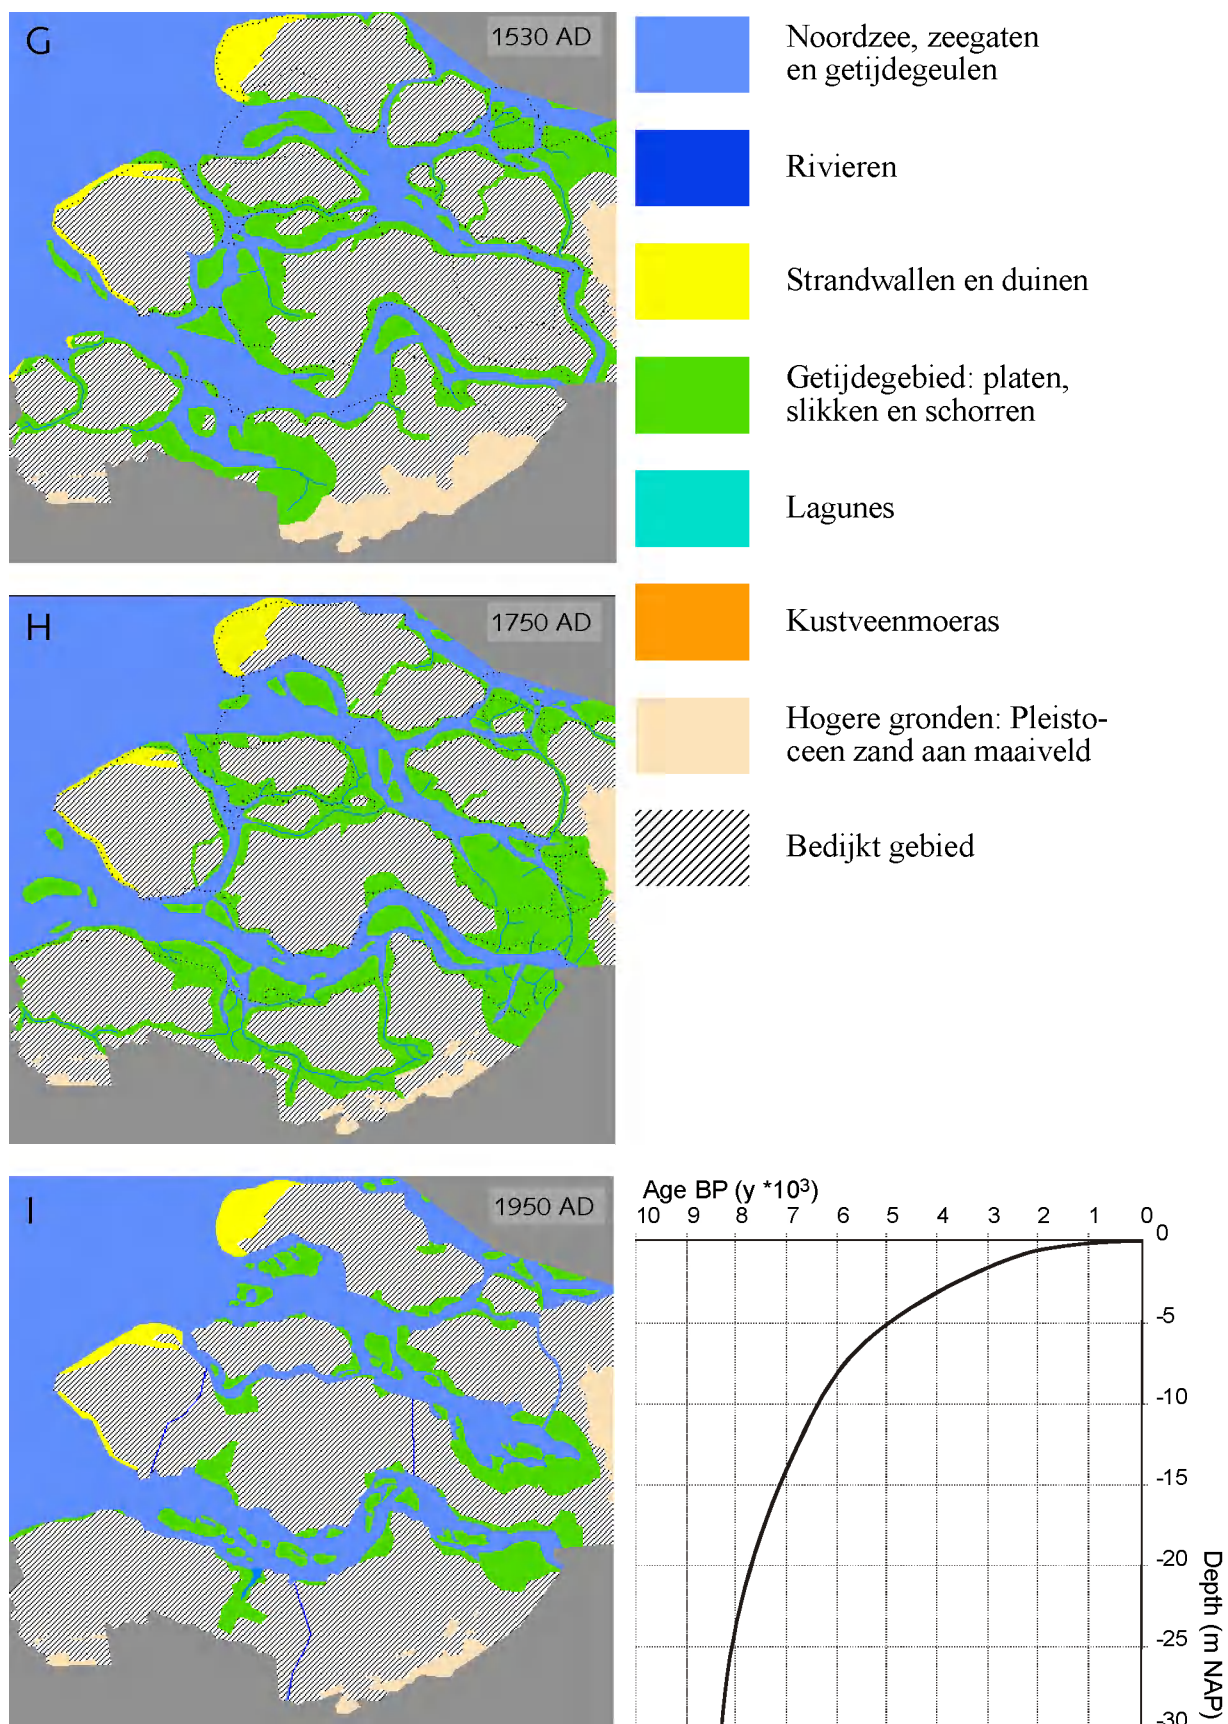 G
1530 AD
Noordzee, zeegaten
en getijdegeulen
Rivieren
Strandwallen en duinen
Getijdegebied: platen,
slikken en schorren
Lagunes
Kustveenmoeras
Hogere gronden: Pleisto-
ceen zand aan maaiveld
Bedijkt gebied
H
1750 AD
I
1950 AD
Age BP (y *10³)
10 9 8 7 6 5 4 3 2 1 0
0
-5
-10
-15
-20
-25
-30
Depth (m NAP)